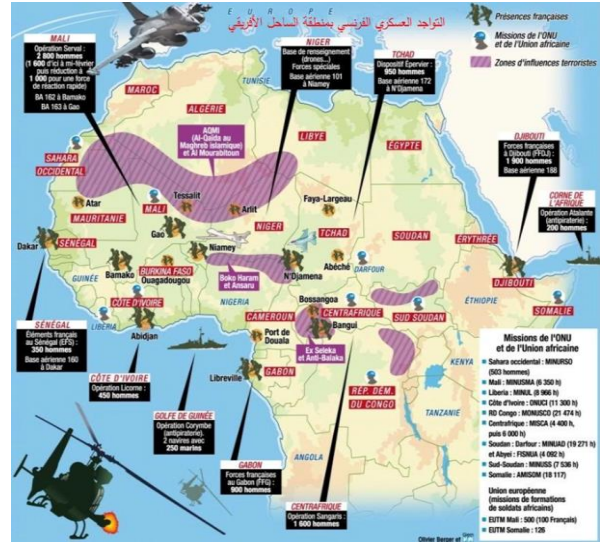 EUROPE
التواجد العسكري الفرنسي بمنطقة الساحل الأفريقي
Présences françaises
Missions de l'ONU
et de l'Union africaine
Zones d'influences terroristes
MALI
Opération Serval :
2 800 hommes
(1 600 d'ici à mi-février
puis réduction à
1 000 pour une force
de réaction rapide)
BA 162 à Bamako
BA 163 à Gao
NIGER
Base de renseignement
(drones...)
Forces spéciales
Base aérienne 101
à Niamey
TCHAD
Dispositif Épervier :
950 hommes
Base aérienne 172
à N'Djamena
DJIBOUTI
Forces françaises
à Djibouti (FFDJ) :
1 900 hommes
Base aérienne 188
CORNE DE
L'AFRIQUE
Opération Atalante
(antipiraterie) :
200 hommes
MAROC
TUNISIE
ALGÉRIE
LIBYE
ÉGYPTE
SAHARA
OCCIDENTAL
AQMI
(Al-Qaïda au
Maghreb islamique)
et Al Mourabitoun
MAURITANIE
Atar
Tessalit
MALI
Arlit
Faya-Largeau
Gao
NIGER
TCHAD
SOUDAN
ÉRYTHRÉE
Dakar
SÉNÉGAL
Niamey
Bamako
BURKINA FASO
Ouagadougou
N'Djamena
Abéché
DARFOUR
DJIBOUTI
GUINÉE
Boko Haram
et Ansaru
NIGERIA
Bossangoa
ÉTHIOPIE
CÔTE D'IVOIRE
LIBÉRIA
Abidjan
CAMEROUN
CENTRAFRIQUE
Bangui
SUD SOUDAN
SOMALIE
Port de
Douala
Ex Seleka
et Anti-Balaka
Libreville
GABON
KENYA
RÉP. DÉM.
DU CONGO
TANZANIE
ANGOLA
SÉNÉGAL
Éléments français
au Sénégal (EFS) :
350 hommes
Base aérienne 160
à Dakar
CÔTE D'IVOIRE
Opération Licorne :
450 hommes
GOLFE DE GUINÉE
Opération Corymbe
(antipiraterie).
2 navires avec
250 marins
GABON
Forces françaises
au Gabon (FFG) :
900 hommes
CENTRAFRIQUE
Opération Sangaris :
1 600 hommes
Missions de l'ONU
et de l'Union africaine
Sahara occidental : MINURSO
(503 hommes)
Mali : MINUSMA (6 350 h)
Liberia : MINUL (8 966 h)
Côte d'Ivoire : ONUCI (11 300 h)
RD Congo : MONUSCO (21 474 h)
Centrafrique : MISCA (4 400 h,
puis 6 000 h)
Soudan : Darfour : MINUAD (19 271 h)
et Abyei : FISNUA (4 092 h)
Sud-Soudan : MINUSS (7 536 h)
Somalie : AMISOM (18 117)
Union européenne
(missions de formations
de soldats africains)
EUTM Mali : 500 (100 Français)
EUTM Somalie : 126
Olivier Berger et